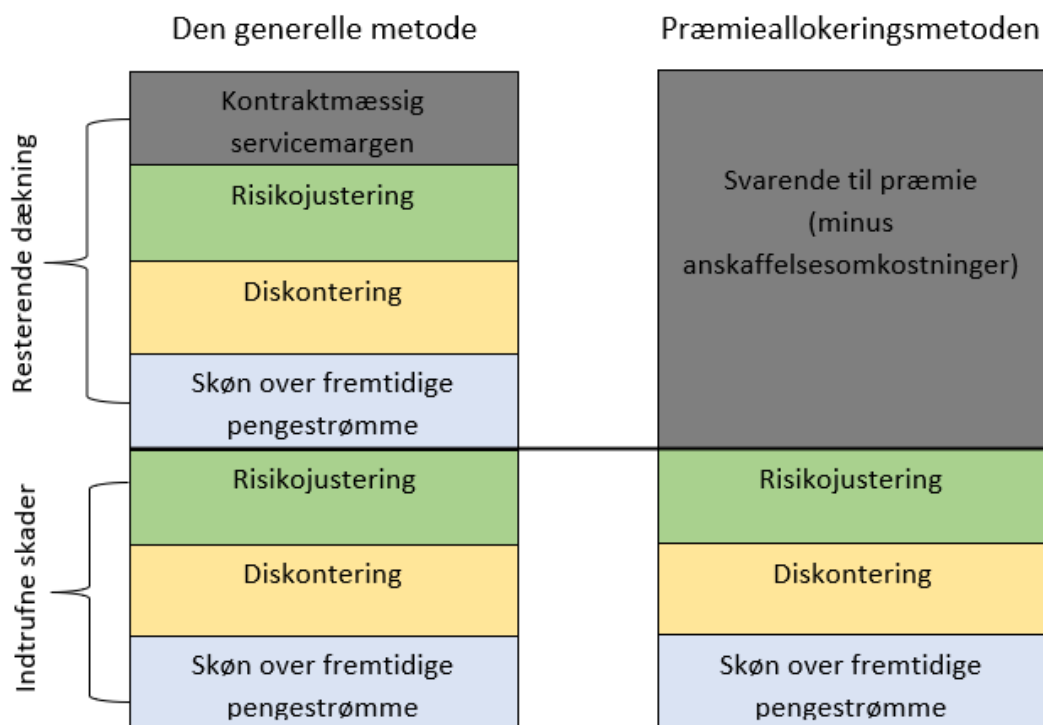 Den generelle metode
Præmieallokeringsmetoden
Resterende dækning
Kontraktmæssig
servicemargen
Risikojustering
Diskontering
Skøn over fremtidige
pengestrømme
Svarende til præmie
(minus
anskaffelsesomkostninger)
Indtrufne skader
Risikojustering
Diskontering
Skøn over fremtidige
pengestrømme
Risikojustering
Diskontering
Skøn over fremtidige
pengestrømme